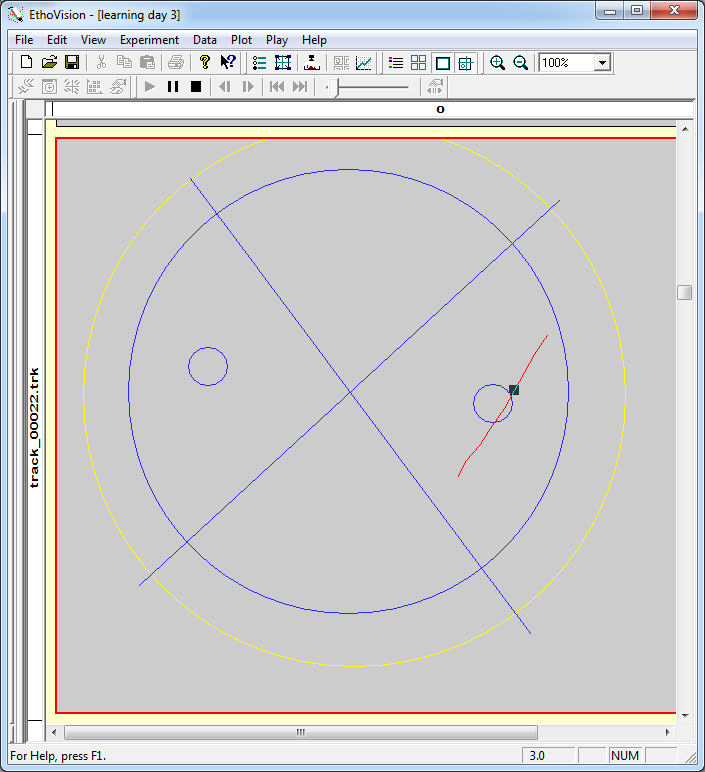 EthoVision - [learning day 3]
File Edit View Experiment Data Plot Play Help
100%
o
track_00022.trk
For Help, press F1.
3.0
NUM